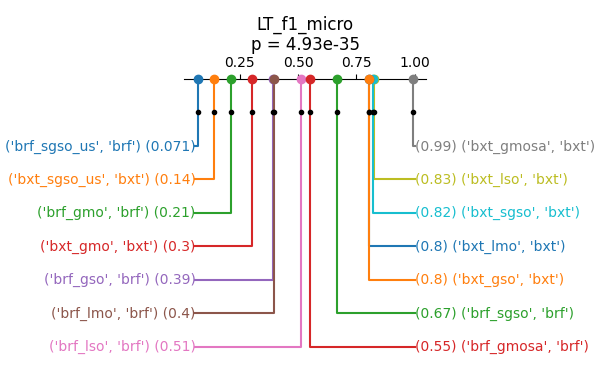 LT_f1_micro
p = 4.93e-35
0.25 0.50 0.75 1.00
('brf_sgso_us', 'brf') (0.071) (0.99) ('bxt_gmosa', 'bxt')
('bxt_sgso_us', 'bxt') (0.14) (0.83) ('bxt_lso', 'bxt')
('brf_gmo', 'brf') (0.21) (0.82) ('bxt_sgso', 'bxt')
('bxt_gmo', 'bxt') (0.3) (0.8) ('bxt_lmo', 'bxt')
('brf_gso', 'brf') (0.39) (0.8) ('bxt_gso', 'bxt')
('brf_lmo', 'brf') (0.4) (0.67) ('brf_sgso', 'brf')
('brf_lso', 'brf') (0.51) (0.55) ('brf_gmosa', 'brf')